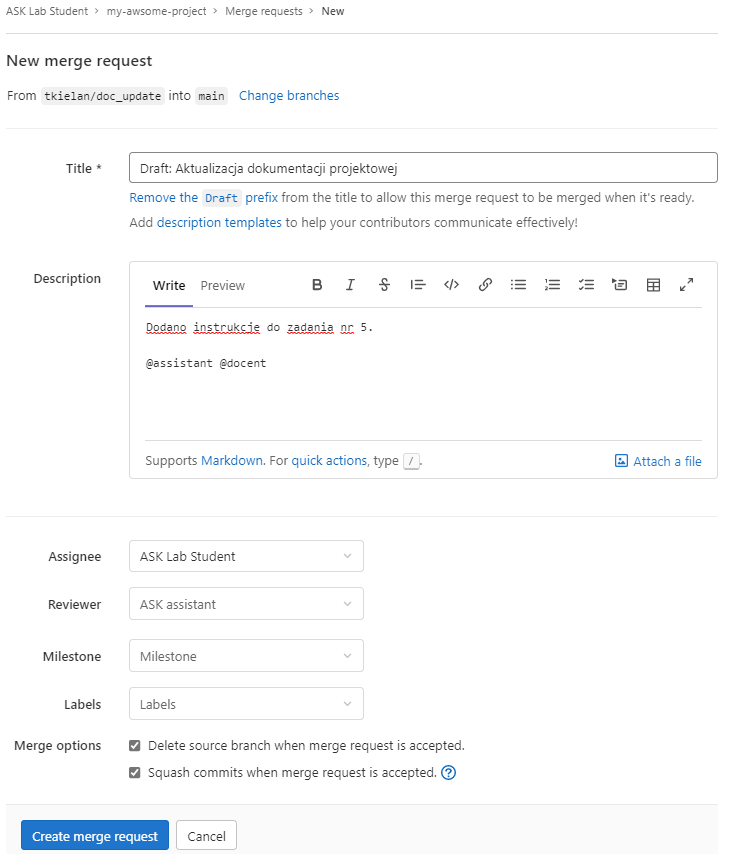 ASK Lab Student > my-awsome-project > Merge requests > New
New merge request
From tkielan/doc_update into main Change branches
Title *
Draft: Aktualizacja dokumentacji projektowej
Remove the Draft prefix from the title to allow this merge request to be merged when it's ready.
Add description templates to help your contributors communicate effectively!
Description
Write Preview
Dodano instrukcje do zadania nr 5.
@assistant @docent
Supports Markdown. For quick actions, type /.
Attach a file
Assignee
ASK Lab Student
Reviewer
ASK assistant
Milestone
Milestone
Labels
Labels
Merge options
Delete source branch when merge request is accepted.
Squash commits when merge request is accepted. ?
Create merge request
Cancel